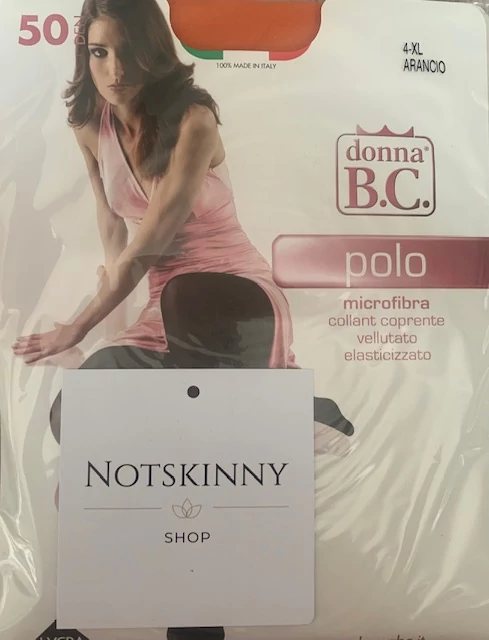 50 DEN
100% MADE IN ITALY
4-XL
ARANCIO
donna®
B.C.
polo
microfibra
collant coprente
vellutato
elasticizzato
NOTSKINNY
SHOP